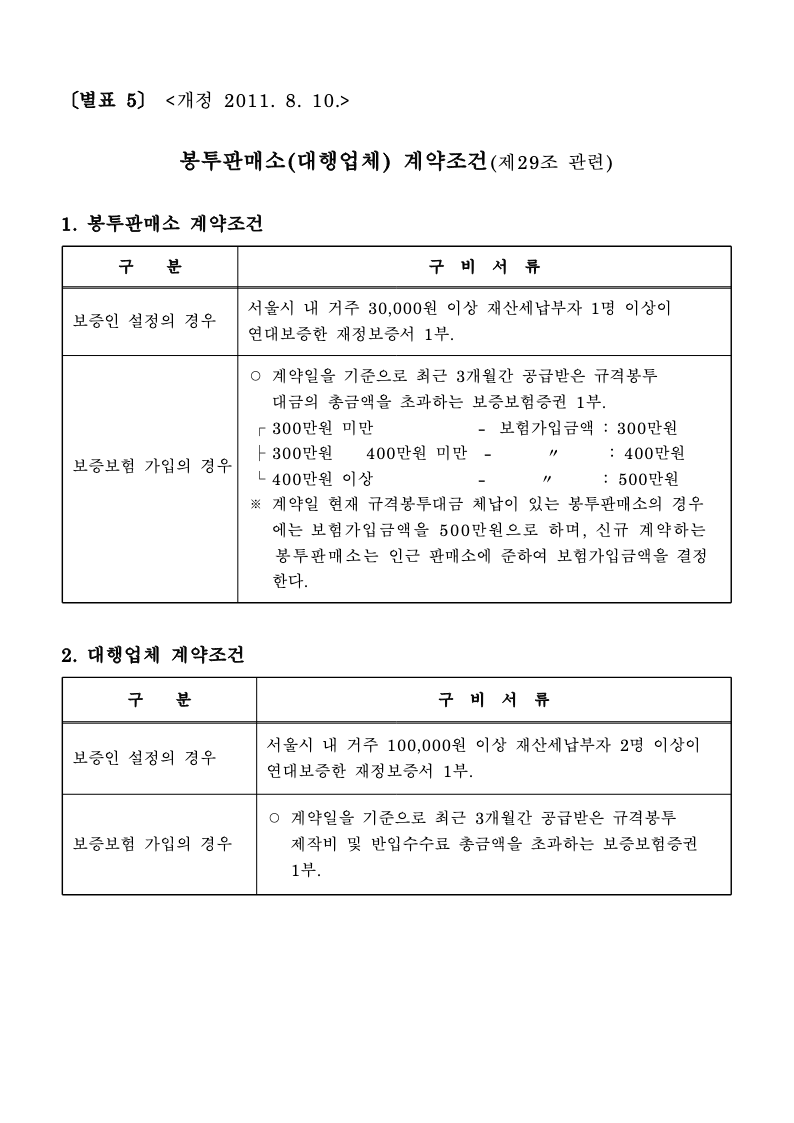 〔별표 5〕 <개정 2011. 8. 10.>
봉투판매소(대행업체) 계약조건(제29조 관련)
1. 봉투판매소 계약조건
구 분 구 비 서 류
보증인 설정의 경우
서울시 내 거주 30,000원 이상 재산세납부자 1명 이상이
연대보증한 재정보증서 1부.
보증보험 가입의 경우
○ 계약일을 기준으로 최근 3개월간 공급받은 규격봉투
대금의 총금액을 초과하는 보증보험증권 1부.
┌ 300만원 미만 - 보험가입금액 : 300만원
├ 300만원 400만원 미만 - 〃 : 400만원
└ 400만원 이상 - 〃 : 500만원
※ 계약일 현재 규격봉투대금 체납이 있는 봉투판매소의 경우
에는 보험가입금액을 500만원으로 하며, 신규 계약하는
봉투판매소는 인근 판매소에 준하여 보험가입금액을 결정
한다.
2. 대행업체 계약조건
구 분 구 비 서 류
보증인 설정의 경우
서울시 내 거주 100,000원 이상 재산세납부자 2명 이상이
연대보증한 재정보증서 1부.
보증보험 가입의 경우
○ 계약일을 기준으로 최근 3개월간 공급받은 규격봉투
제작비 및 반입수수료 총금액을 초과하는 보증보험증권
1부.